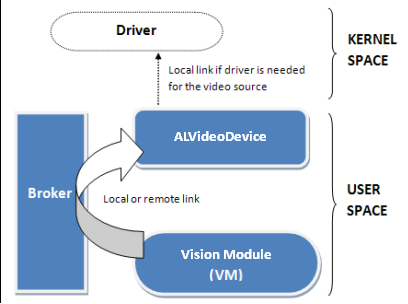 Driver
KERNEL
SPACE
Local link if driver is needed
for the video source
ALVideoDevice
Broker
Local or remote link
USER
SPACE
Vision Module
(VM)